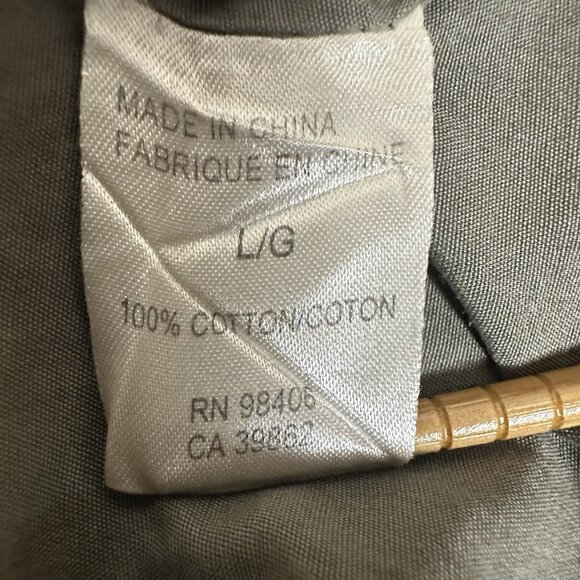 MADE IN CHINA
FABRIQUE EN CHINE
L/G
100% COTTON/COTON
RN 98406
CA 39862